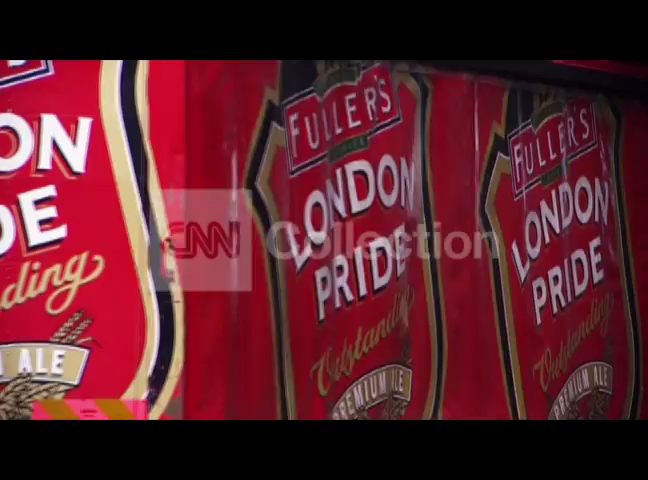 ON
DE
ding
ALE
FULLER'S
LONDON
PRIDE
Outstanding
PREMIUM ALE
FULLER'S
LONDON
PRIDE
Outstanding
PREMIUM ALE
CNN Collection